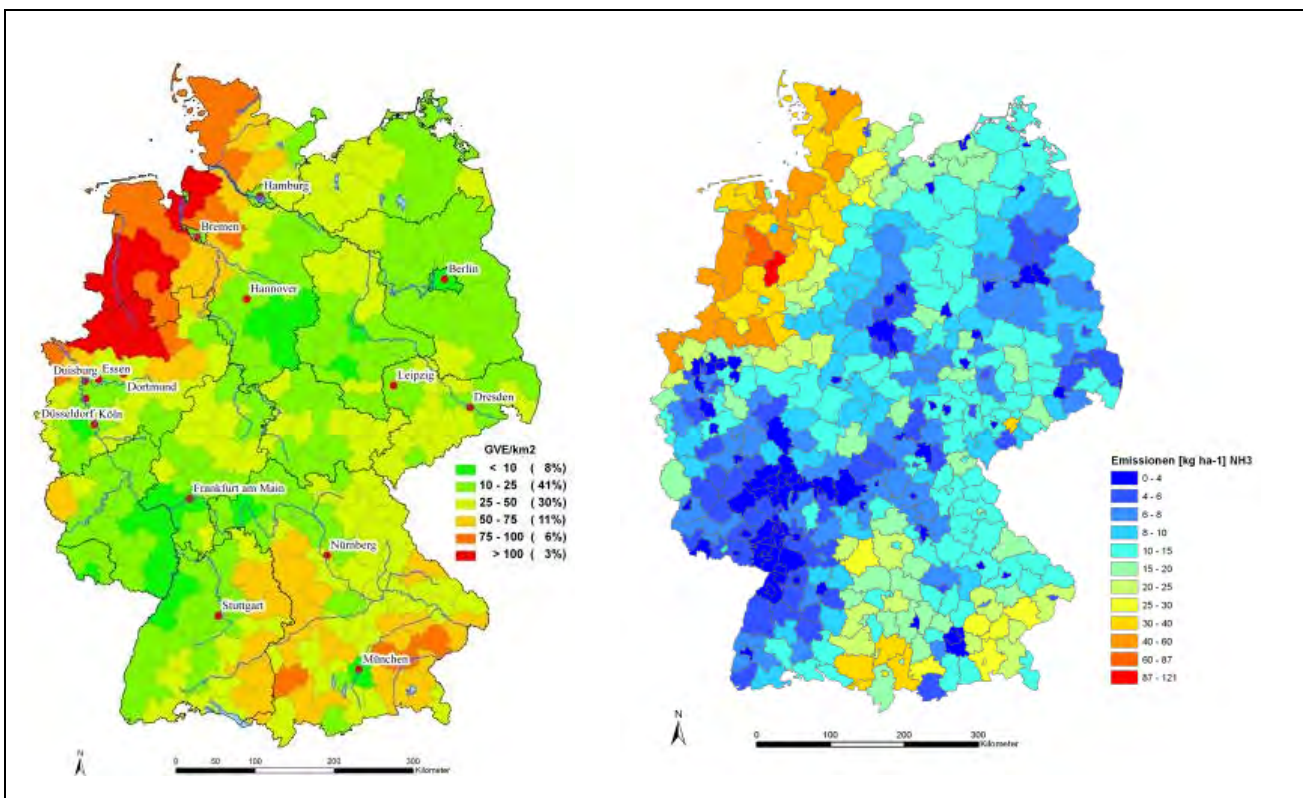 Hamburg
Bremen
Berlin
Hannover
Duisburg Essen
Dortmund
Leipzig
Düsseldorf Köln
Dresden
GVE/km2
< 10 ( 8%)
10 - 25 ( 41%)
25 - 50 ( 30%)
50 - 75 ( 11%)
75 - 100 ( 6%)
> 100 ( 3%)
Frankfurt am Main
Nürnberg
Stuttgart
München
N
0 50 100 200 300
Kilometer
Emissionen [kg ha-1] NH3
0 - 4
4 - 6
6 - 8
8 - 10
10 - 15
15 - 20
20 - 25
25 - 30
30 - 40
40 - 60
60 - 87
87 - 121
N
0 100 200 300
Kilometer